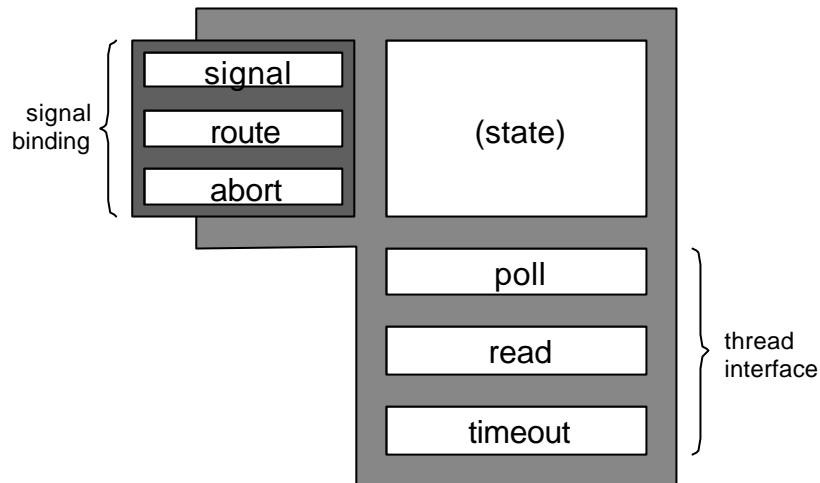 signal
route
abort
signal
binding
(state)
poll
read
timeout
thread
interface